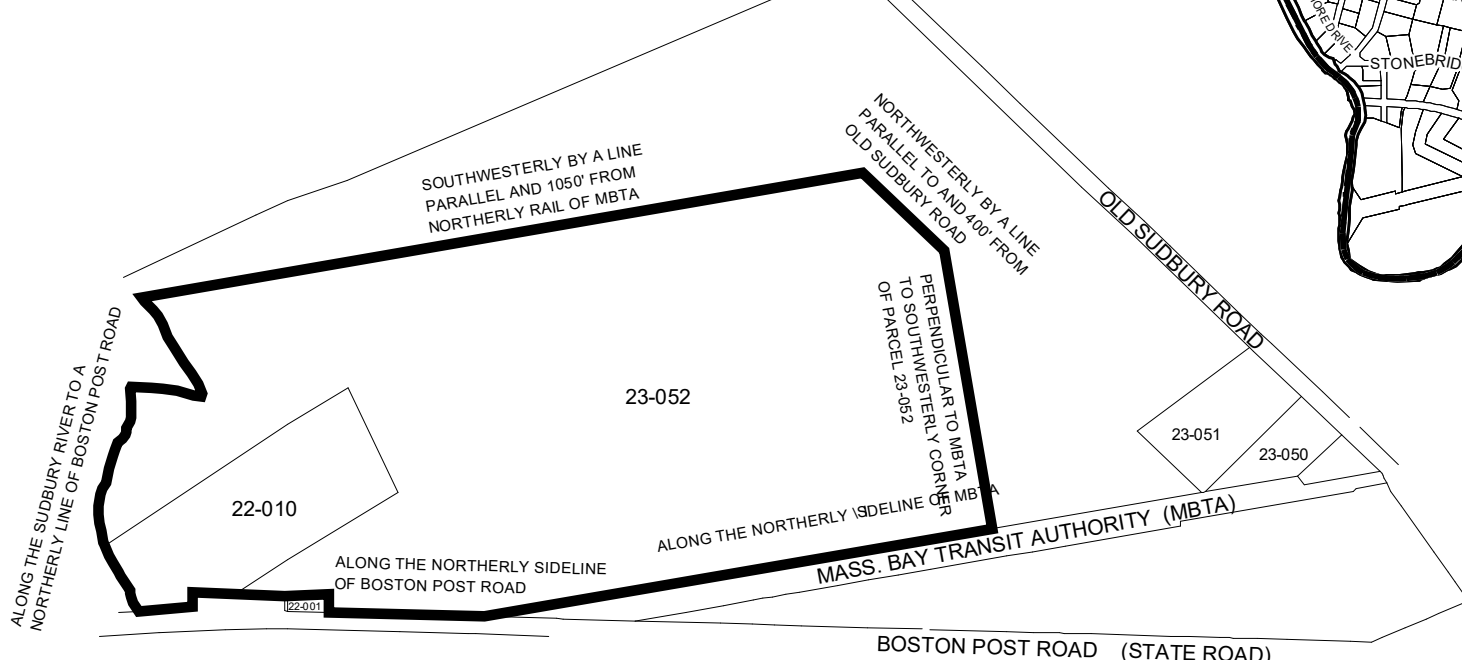 SOUTHWESTERLY BY A LINE
PARALLEL AND 1050' FROM
NORTHERLY RAIL OF MBTA
NORTHWESTERLY BY A LINE
PARALLEL TO AND 400' FROM
OLD SUDBURY ROAD
STONEBRID
DRIVE
OLD SUDBURY ROAD
ALONG THE SUDBURY RIVER TO A
NORTHERLY LINE OF BOSTON POST ROAD
PERPENDICULAR TO MBTA
TO SOUTHWESTERLY CORNER
OF PARCEL 23-052
23-052
23-051
23-050
22-010
ALONG THE NORTHERLY \SIDELINE OF MBTA
ALONG THE NORTHERLY SIDELINE
OF BOSTON POST ROAD
22-001
MASS. BAY TRANSIT AUTHORITY (MBTA)
BOSTON POST ROAD (STATE ROAD)